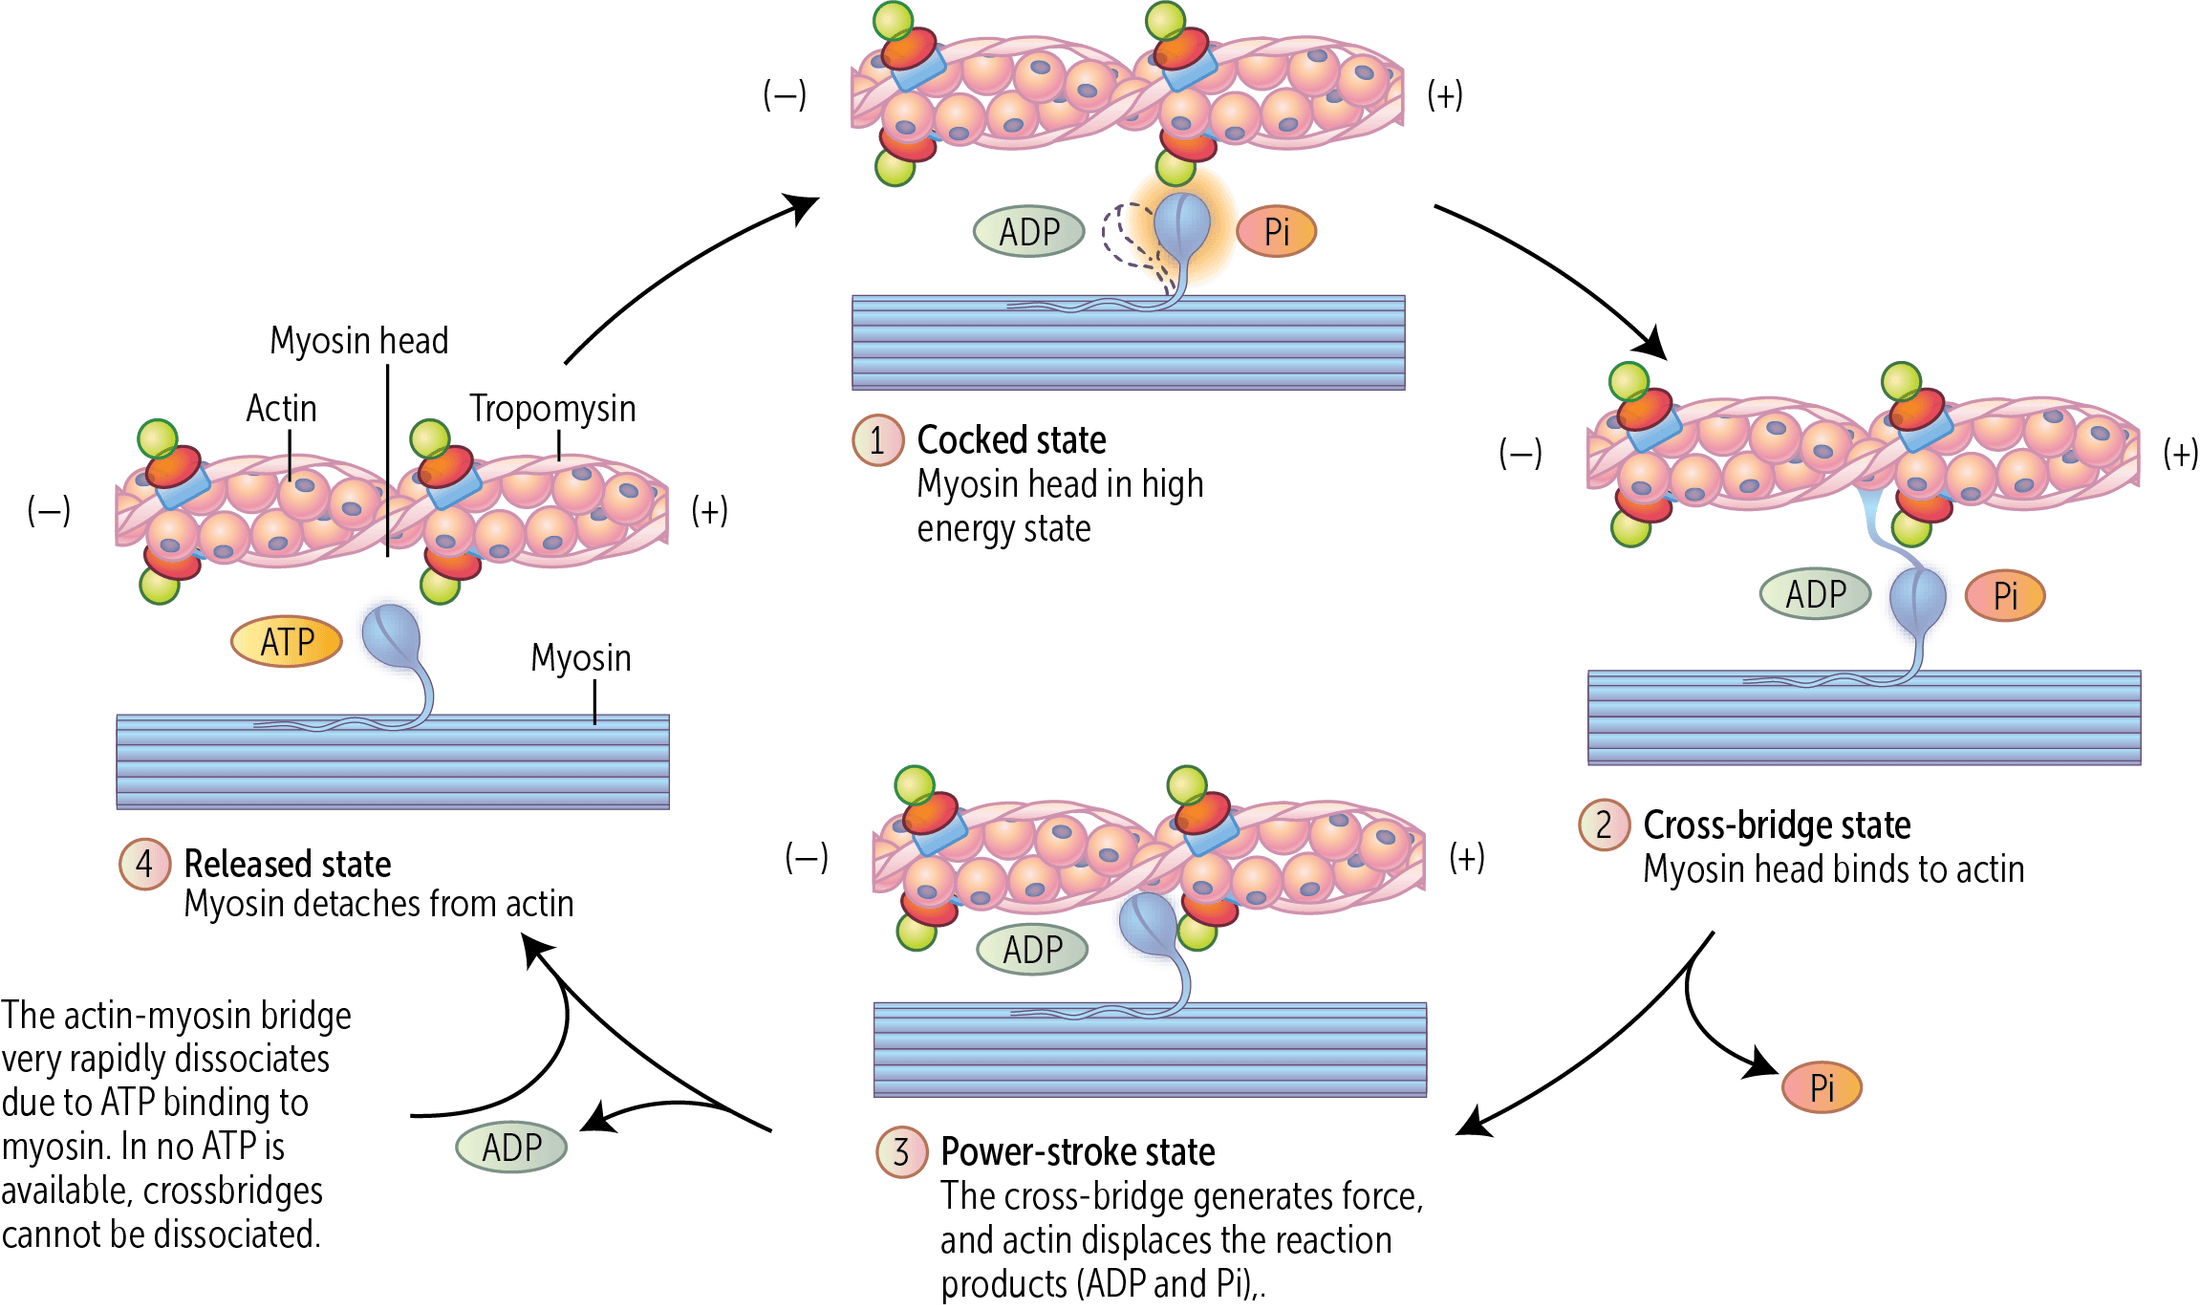 (–)
(+)
ADP
Pi
1 Cocked state
Myosin head in high
energy state
Myosin head
Actin
Tropomysin
(–)
(+)
ATP
Myosin
4 Released state
Myosin detaches from actin
(–)
(+)
ADP
Pi
2 Cross-bridge state
Myosin head binds to actin
Pi
(–)
(+)
ADP
3 Power-stroke state
The cross-bridge generates force,
and actin displaces the reaction
products (ADP and Pi),.
The actin-myosin bridge
very rapidly dissociates
due to ATP binding to
myosin. In no ATP is
available, crossbridges
cannot be dissociated.
ADP